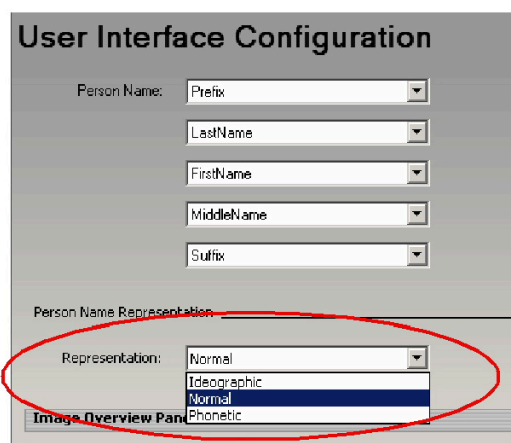 User Interface Configuration
Person Name: Prefix
LastName
FirstName
MiddleName
Suffix
Person Name Representation
Representation: Normal
Ideographic
Normal
Phonetic
Image Overview